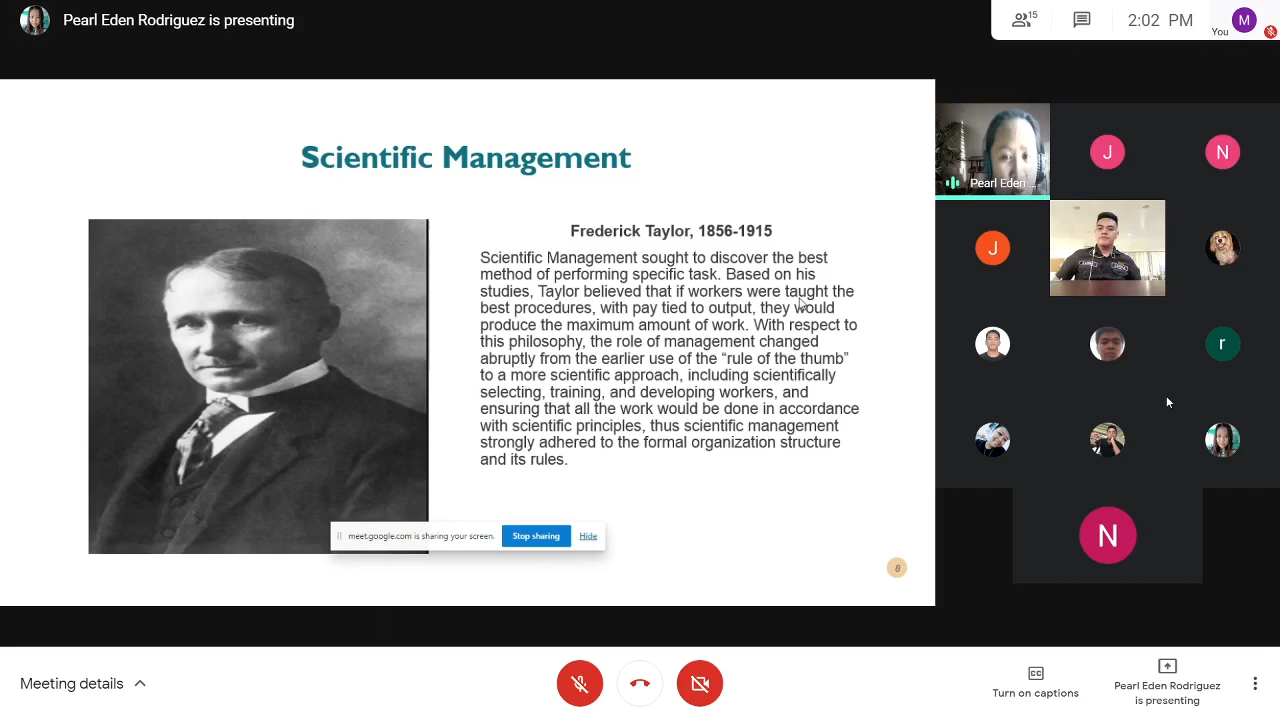 Pearl Eden Rodriguez is presenting
15
2:02 PM
You
M
Scientific Management
Frederick Taylor, 1856-1915
Scientific Management sought to discover the best
method of performing specific task. Based on his
studies, Taylor believed that if workers were taught the
best procedures, with pay tied to output, they would
produce the maximum amount of work. With respect to
this philosophy, the role of management changed
abruptly from the earlier use of the “rule of the thumb”
to a more scientific approach, including scientifically
selecting, training, and developing workers, and
ensuring that all the work would be done in accordance
with scientific principles, thus scientific management
strongly adhered to the formal organization structure
and its rules.
meet.google.com is sharing your screen.
Stop sharing
Hide
8
Pearl Eden ...
J
N
J
r
N
Meeting details
CC
Turn on captions
Pearl Eden Rodriguez
is presenting